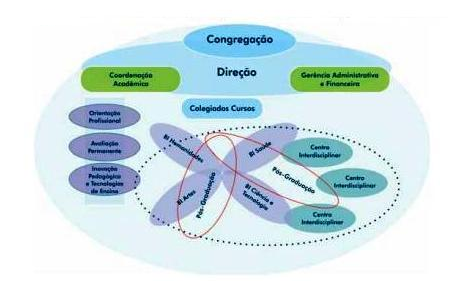 Congregação
Direção
Coordenação
Acadêmica
Gerência Administrativa
e Financeira
Colegiados Cursos
Orientação
Profissional
Avaliação
Permanente
Inovação
Pedagógica
e Tecnologias
de Ensino
BI Humanidades
BI Saúde
BI Artes
BI Ciência e
Tecnologia
Pós-Graduação
Pós-Graduação
Centro
Interdisciplinar
Centro
Interdisciplinar
Centro
Interdisciplinar